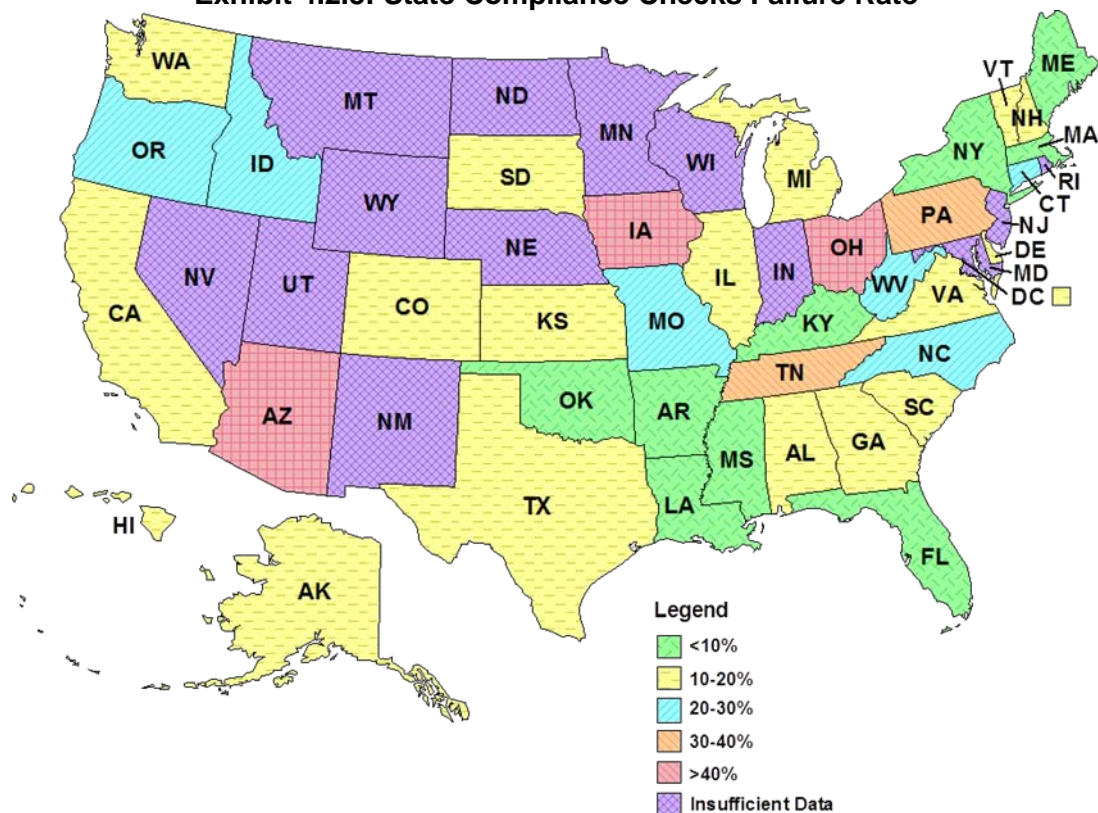 State Compliance Checks Failure Rate
WA
MT
ND
MN
VT
ME
NH
OR
ID
WI
NY
MA
SD
MI
WY
RI
CT
PA
NJ
IA
NE
OH
DE
NV
IL
IN
MD
UT
WV
VA
DC
CA
CO
KS
MO
KY
NC
TN
AZ
OK
NM
AR
SC
GA
AL
MS
TX
LA
HI
FL
AK
Legend
<10%
10-20%
20-30%
30-40%
>40%
Insufficient Data